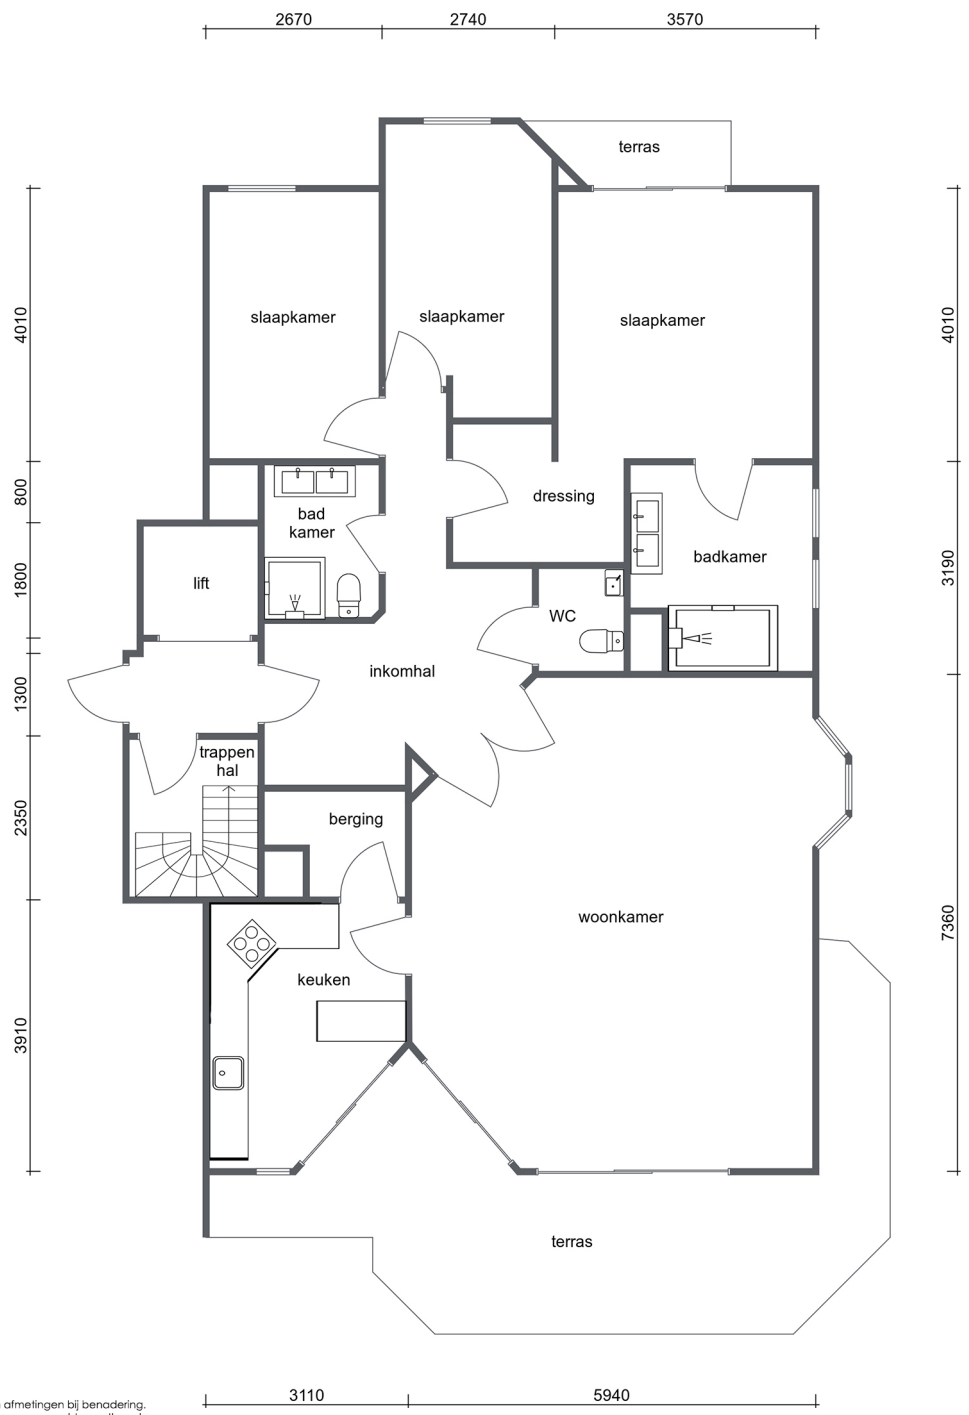 2670
2740
3570
terras
slaapkamer
slaapkamer
slaapkamer
4010
4010
800
bad
kamer
dressing
badkamer
lift
1800
3190
WC
inkomhal
1300
trappen
hal
berging
2350
woonkamer
7360
keuken
3910
terras
3110
5940
afmetingen bij benadering.